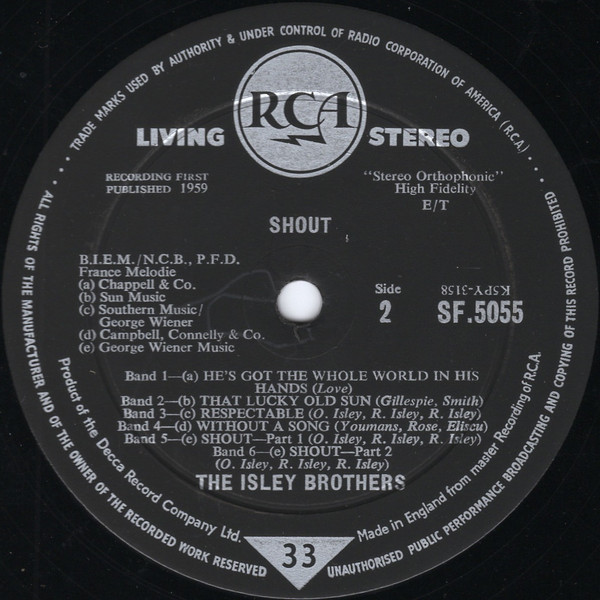 TRADE MARKS USED BY AUTHORITY & UNDER CONTROL OF RADIO CORPORATION OF AMERICA (R.C.A.)
RCA
LIVING STEREO
RECORDING FIRST
PUBLISHED 1959
"Stereo Orthophonic"
High Fidelity
E/T
SHOUT
B.I.E.M./N.C.B., P.F.D.
France Melodie
(a) Chappell & Co.
(b) Sun Music
(c) Southern Music/
George Wiener
(d) Campbell, Connelly & Co.
(e) George Wiener Music
Side
2
KSPY-3158
SF.5055
Band 1—(a) HE'S GOT THE WHOLE WORLD IN HIS
HANDS (Love)
Band 2—(b) THAT LUCKY OLD SUN (Gillespie, Smith)
Band 3—(c) RESPECTABLE (O. Isley, R. Isley, R. Isley)
Band 4—(d) WITHOUT A SONG (Youmans, Rose, Eliscu)
Band 5—(e) SHOUT—Part 1 (O. Isley, R. Isley, R. Isley)
Band 6—(e) SHOUT—Part 2
(O. Isley, R. Isley, R. Isley)
THE ISLEY BROTHERS
Product of the Decca Record Company Ltd.
Made in England from master Recording of R.C.A.
33
ALL RIGHTS OF THE MANUFACTURER AND OF THE OWNER OF THE RECORDED WORK RESERVED
UNAUTHORISED PUBLIC PERFORMANCE BROADCASTING AND COPYING OF THIS RECORD PROHIBITED